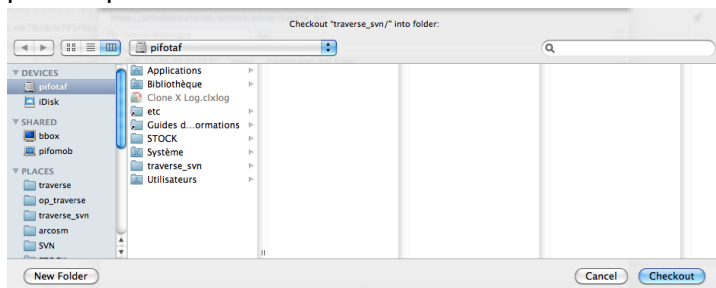 Checkout "traverse_svn/" into folder:
pifotaf
DEVICES
pifotaf
iDisk
SHARED
bbox
pifomob
PLACES
traverse
op_traverse
traverse_svn
arcosm
SVN
Applications
Bibliothèque
Clone X Log.clxlog
etc
Guides d...ormations
STOCK
Système
traverse_svn
Utilisateurs
New Folder
Cancel
Checkout